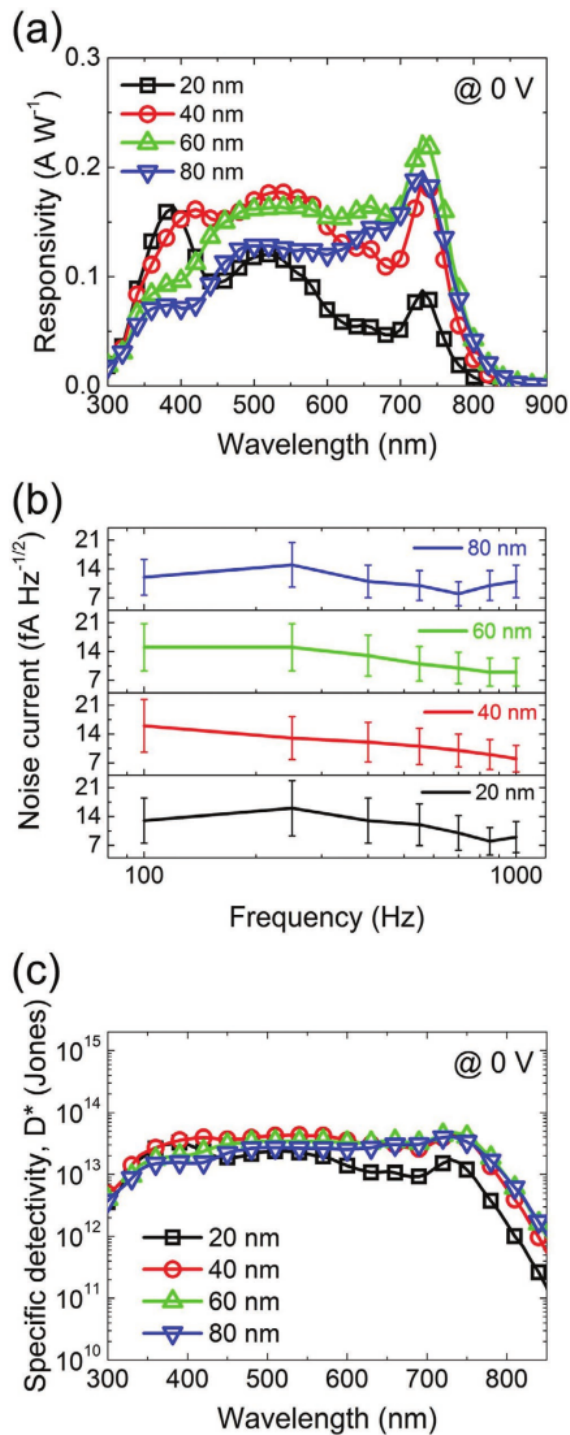 (a)
0.3
0.2
0.1
0.0
Responsivity (A W⁻¹)
20 nm
40 nm
60 nm
80 nm
@ 0 V
300 400 500 600 700 800 900
Wavelength (nm)
(b)
Noise current (fA Hz⁻¹/²)
21
14
7
80 nm
21
14
7
60 nm
21
14
7
40 nm
21
14
7
20 nm
100 1000
Frequency (Hz)
(c)
Specific detectivity, D* (Jones)
10¹⁵
10¹⁴
10¹³
10¹²
10¹¹
10¹⁰
@ 0 V
20 nm
40 nm
60 nm
80 nm
300 400 500 600 700 800
Wavelength (nm)